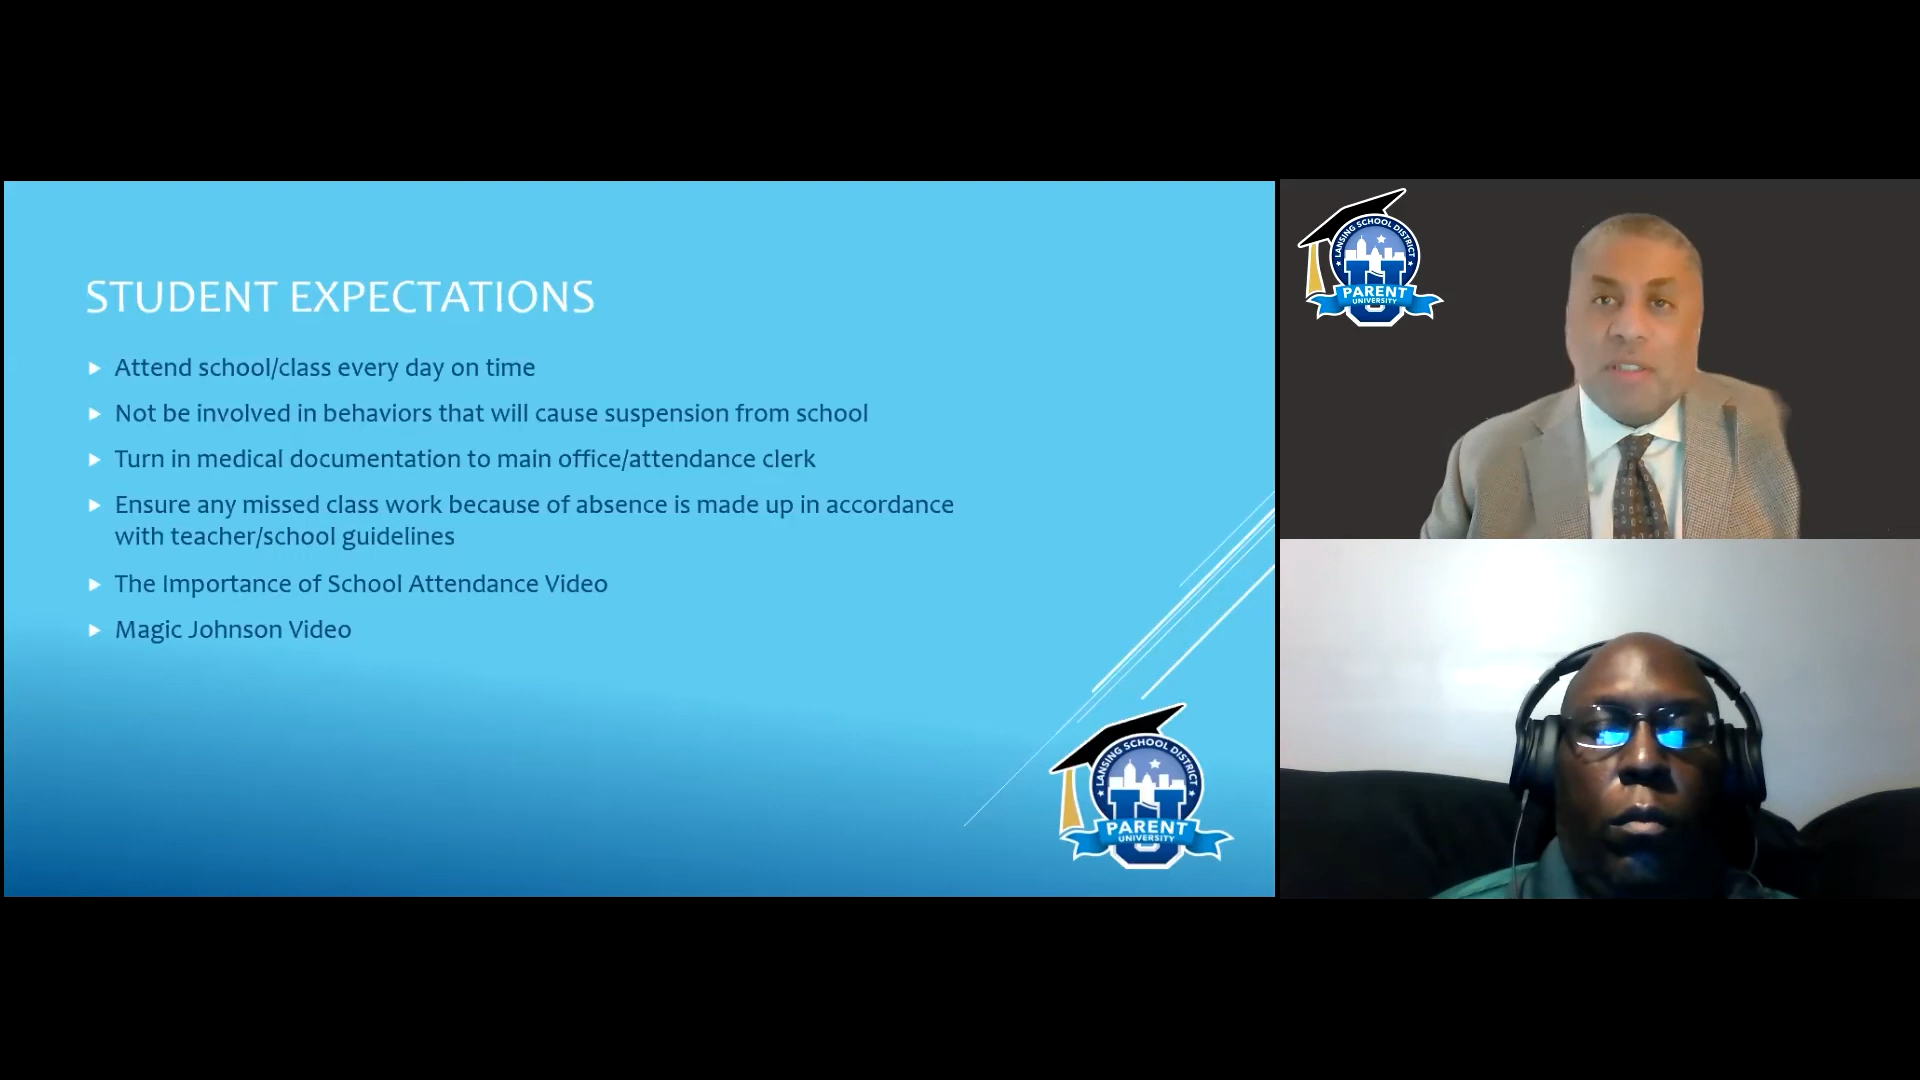 STUDENT EXPECTATIONS
Attend school/class every day on time
Not be involved in behaviors that will cause suspension from school
Turn in medical documentation to main office/attendance clerk
Ensure any missed class work because of absence is made up in accordance
with teacher/school guidelines
The Importance of School Attendance Video
Magic Johnson Video
LANSING SCHOOL DISTRICT
PARENT
UNIVERSITY
U
LANSING SCHOOL DISTRICT
PARENT
UNIVERSITY
U